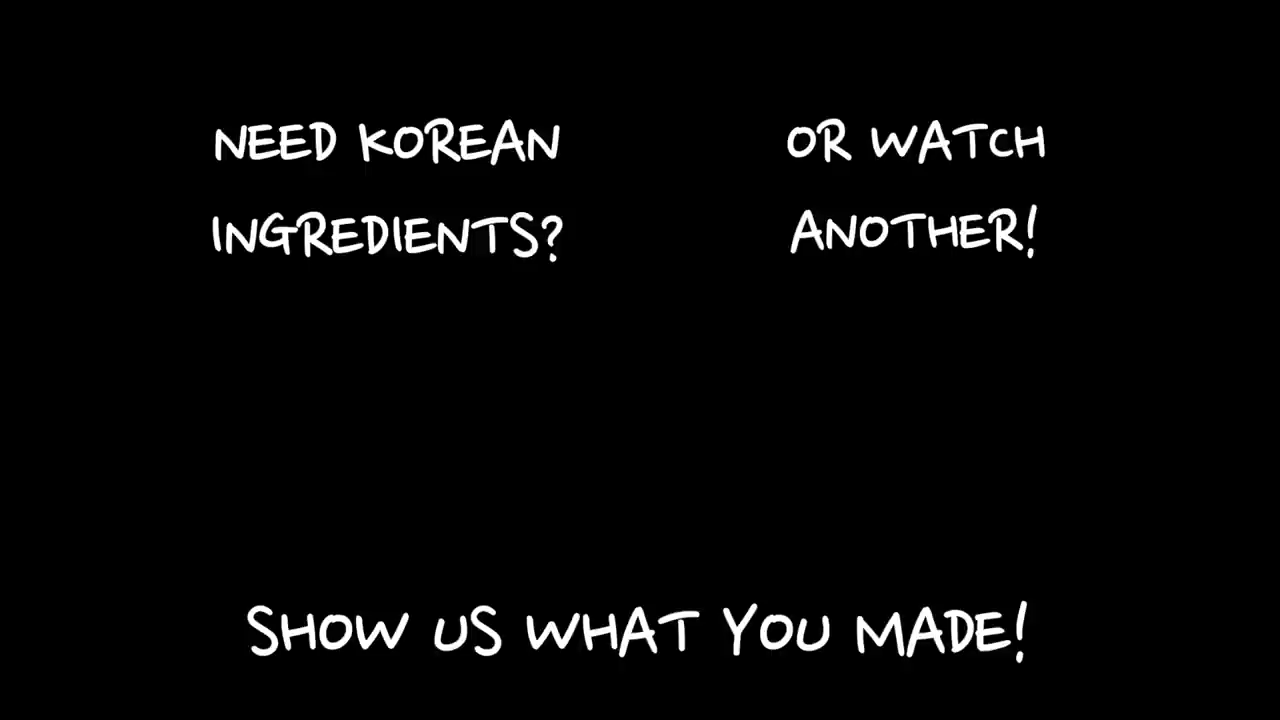 NEED KOREAN
INGREDIENTS?
OR WATCH
ANOTHER!
SHOW US WHAT YOU MADE!